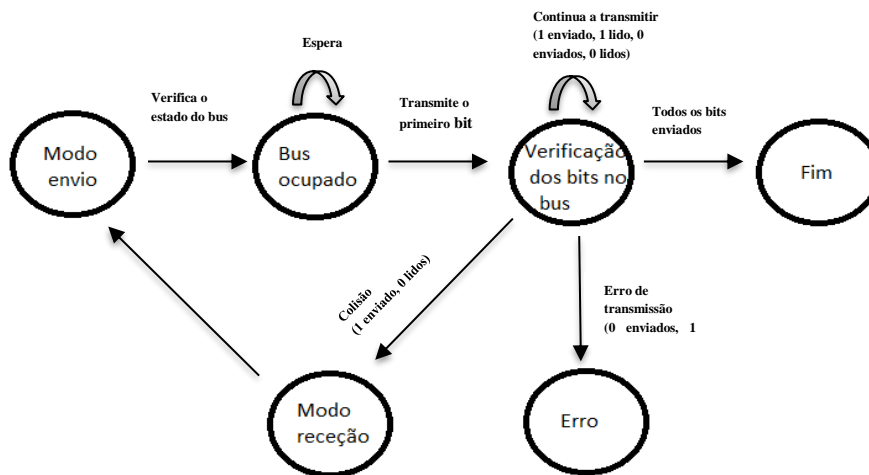 Espera
Continua a transmitir
(1 enviado, 1 lido, 0
enviados, 0 lidos)
Verifica o
estado do bus
Transmite o
primeiro bit
Todos os bits
enviados
Modo
envio
Bus
ocupado
Verificação
dos bits no
bus
Fim
Colisão
(1 enviado, 0 lidos)
Erro de
transmissão
(0 enviados, 1
Modo
receção
Erro